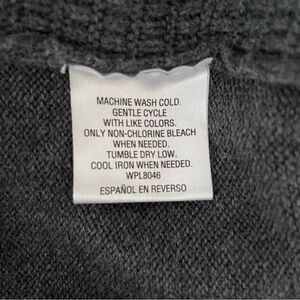 MACHINE WASH COLD.
GENTLE CYCLE
WITH LIKE COLORS.
ONLY NON-CHLORINE BLEACH
WHEN NEEDED.
TUMBLE DRY LOW.
COOL IRON WHEN NEEDED.
WPL8046
ESPAÑOL EN REVERSO